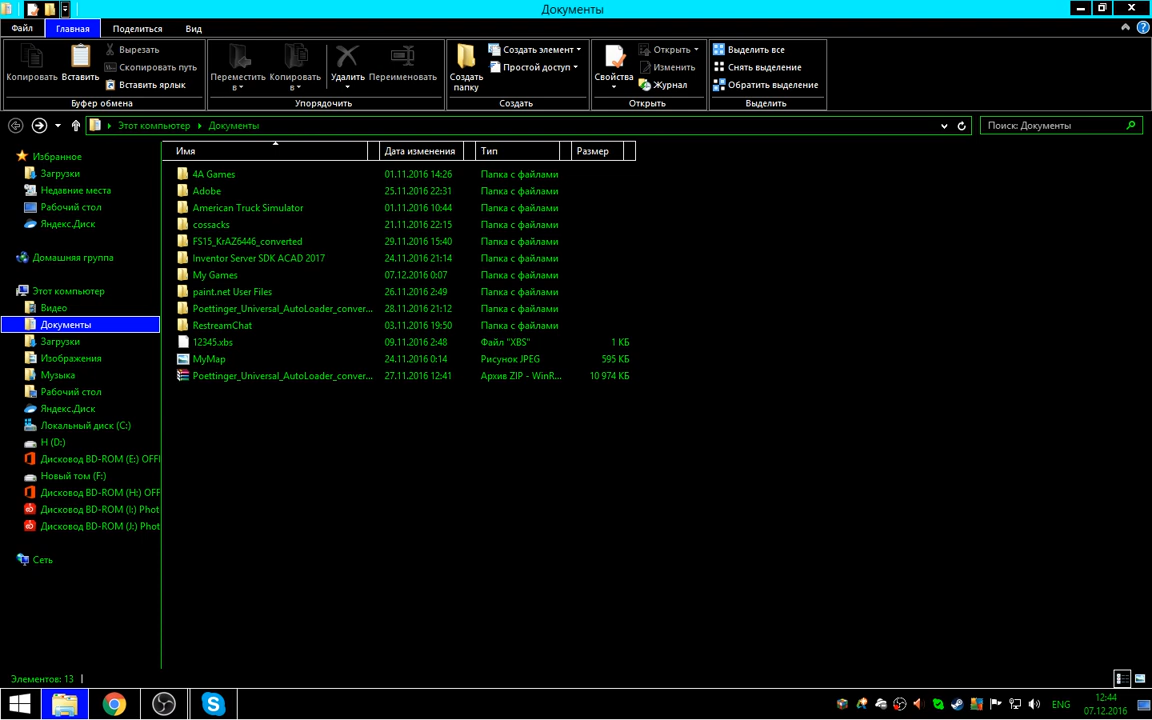 Документы
Файл Главная Поделиться Вид
Копировать Вставить Вырезать Скопировать путь Вставить ярлык
Переместить в Копировать в Удалить Переименовать
Создать папку Создать элемент Простой доступ
Свойства Открыть Изменить Журнал
Выделить все Снять выделение Обратить выделение
Буфер обмена Упорядочить Создать Открыть Выделить
Этот компьютер Документы Поиск: Документы
Имя Дата изменения Тип Размер
Избранное
Загрузки
Недавние места
Рабочий стол
Яндекс.Диск
Домашняя группа
Этот компьютер
Видео
Документы
Загрузки
Изображения
Музыка
Рабочий стол
Яндекс.Диск
Локальный диск (C:)
H (D:)
Дисковод BD-ROM (E:) OFFI
Новый том (F:)
Дисковод BD-ROM (H:) OFF
Дисковод BD-ROM (I:) Phot
Дисковод BD-ROM (J:) Phot
Сеть
4A Games 01.11.2016 14:26 Папка с файлами
Adobe 25.11.2016 22:31 Папка с файлами
American Truck Simulator 01.11.2016 10:44 Папка с файлами
cossacks 21.11.2016 22:15 Папка с файлами
FS15_KrAZ6446_converted 29.11.2016 15:40 Папка с файлами
Inventor Server SDK ACAD 2017 24.11.2016 21:14 Папка с файлами
My Games 07.12.2016 0:07 Папка с файлами
paint.net User Files 26.11.2016 2:49 Папка с файлами
Poettinger_Universal_AutoLoader_conver... 28.11.2016 21:12 Папка с файлами
RestreamChat 03.11.2016 19:50 Папка с файлами
12345.xbs 09.11.2016 2:48 Файл "XBS" 1 КБ
MyMap 24.11.2016 0:14 Рисунок JPEG 595 КБ
Poettinger_Universal_AutoLoader_conver... 27.11.2016 12:41 Архив ZIP - WinR... 10 974 КБ
Элементов: 13
ENG
12:44
07.12.2016